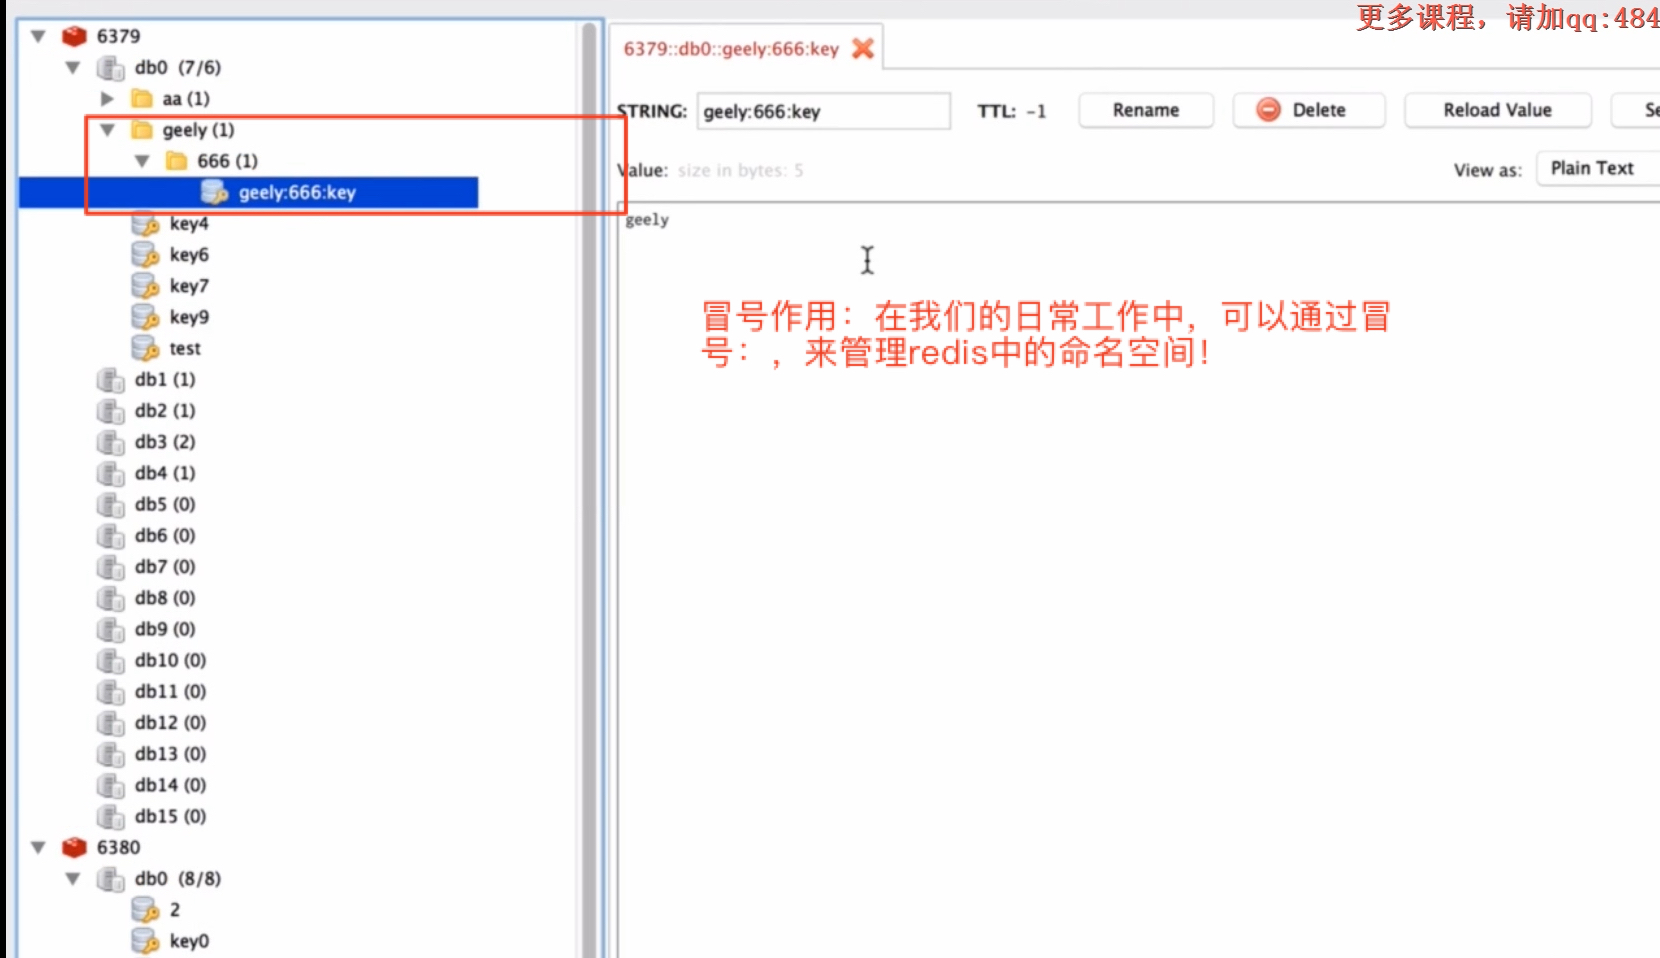 更多课程，请加qq:484
6379
db0 (7/6)
aa (1)
geely (1)
666 (1)
geely:666:key
key4
key6
key7
key9
test
db1 (1)
db2 (1)
db3 (2)
db4 (1)
db5 (0)
db6 (0)
db7 (0)
db8 (0)
db9 (0)
db10 (0)
db11 (0)
db12 (0)
db13 (0)
db14 (0)
db15 (0)
6380
db0 (8/8)
2
key0
6379::db0::geely:666:key
STRING: geely:666:key TTL: -1 Rename Delete Reload Value
Value: size in bytes: 5 View as: Plain Text
geely
冒号作用：在我们的日常工作中，可以通过冒
号：，来管理redis中的命名空间！